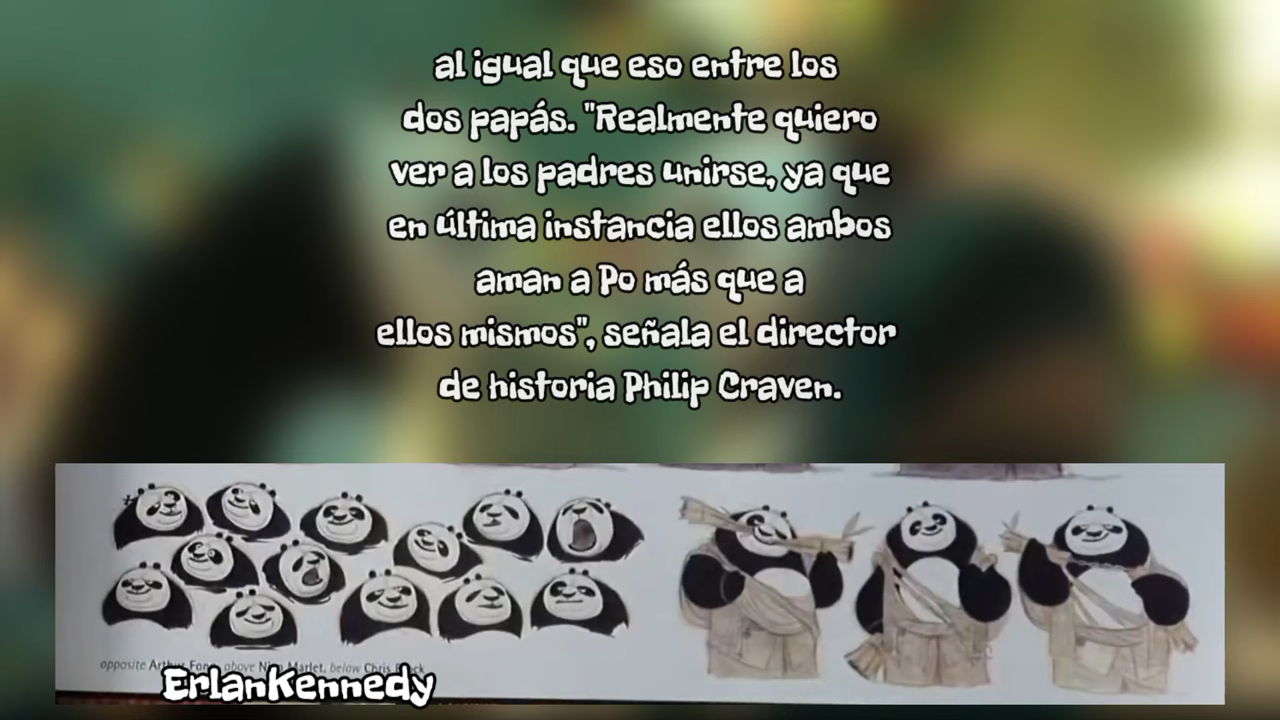 al igual que eso entre los
dos papás. "Realmente quiero
ver a los padres unirse, ya que
en última instancia ellos ambos
aman a Po más que a
ellos mismos", señala el director
de historia Philip Craven.
opposite Arthur Fong, above Nico Marlet, below Chris
ErlanKennedy